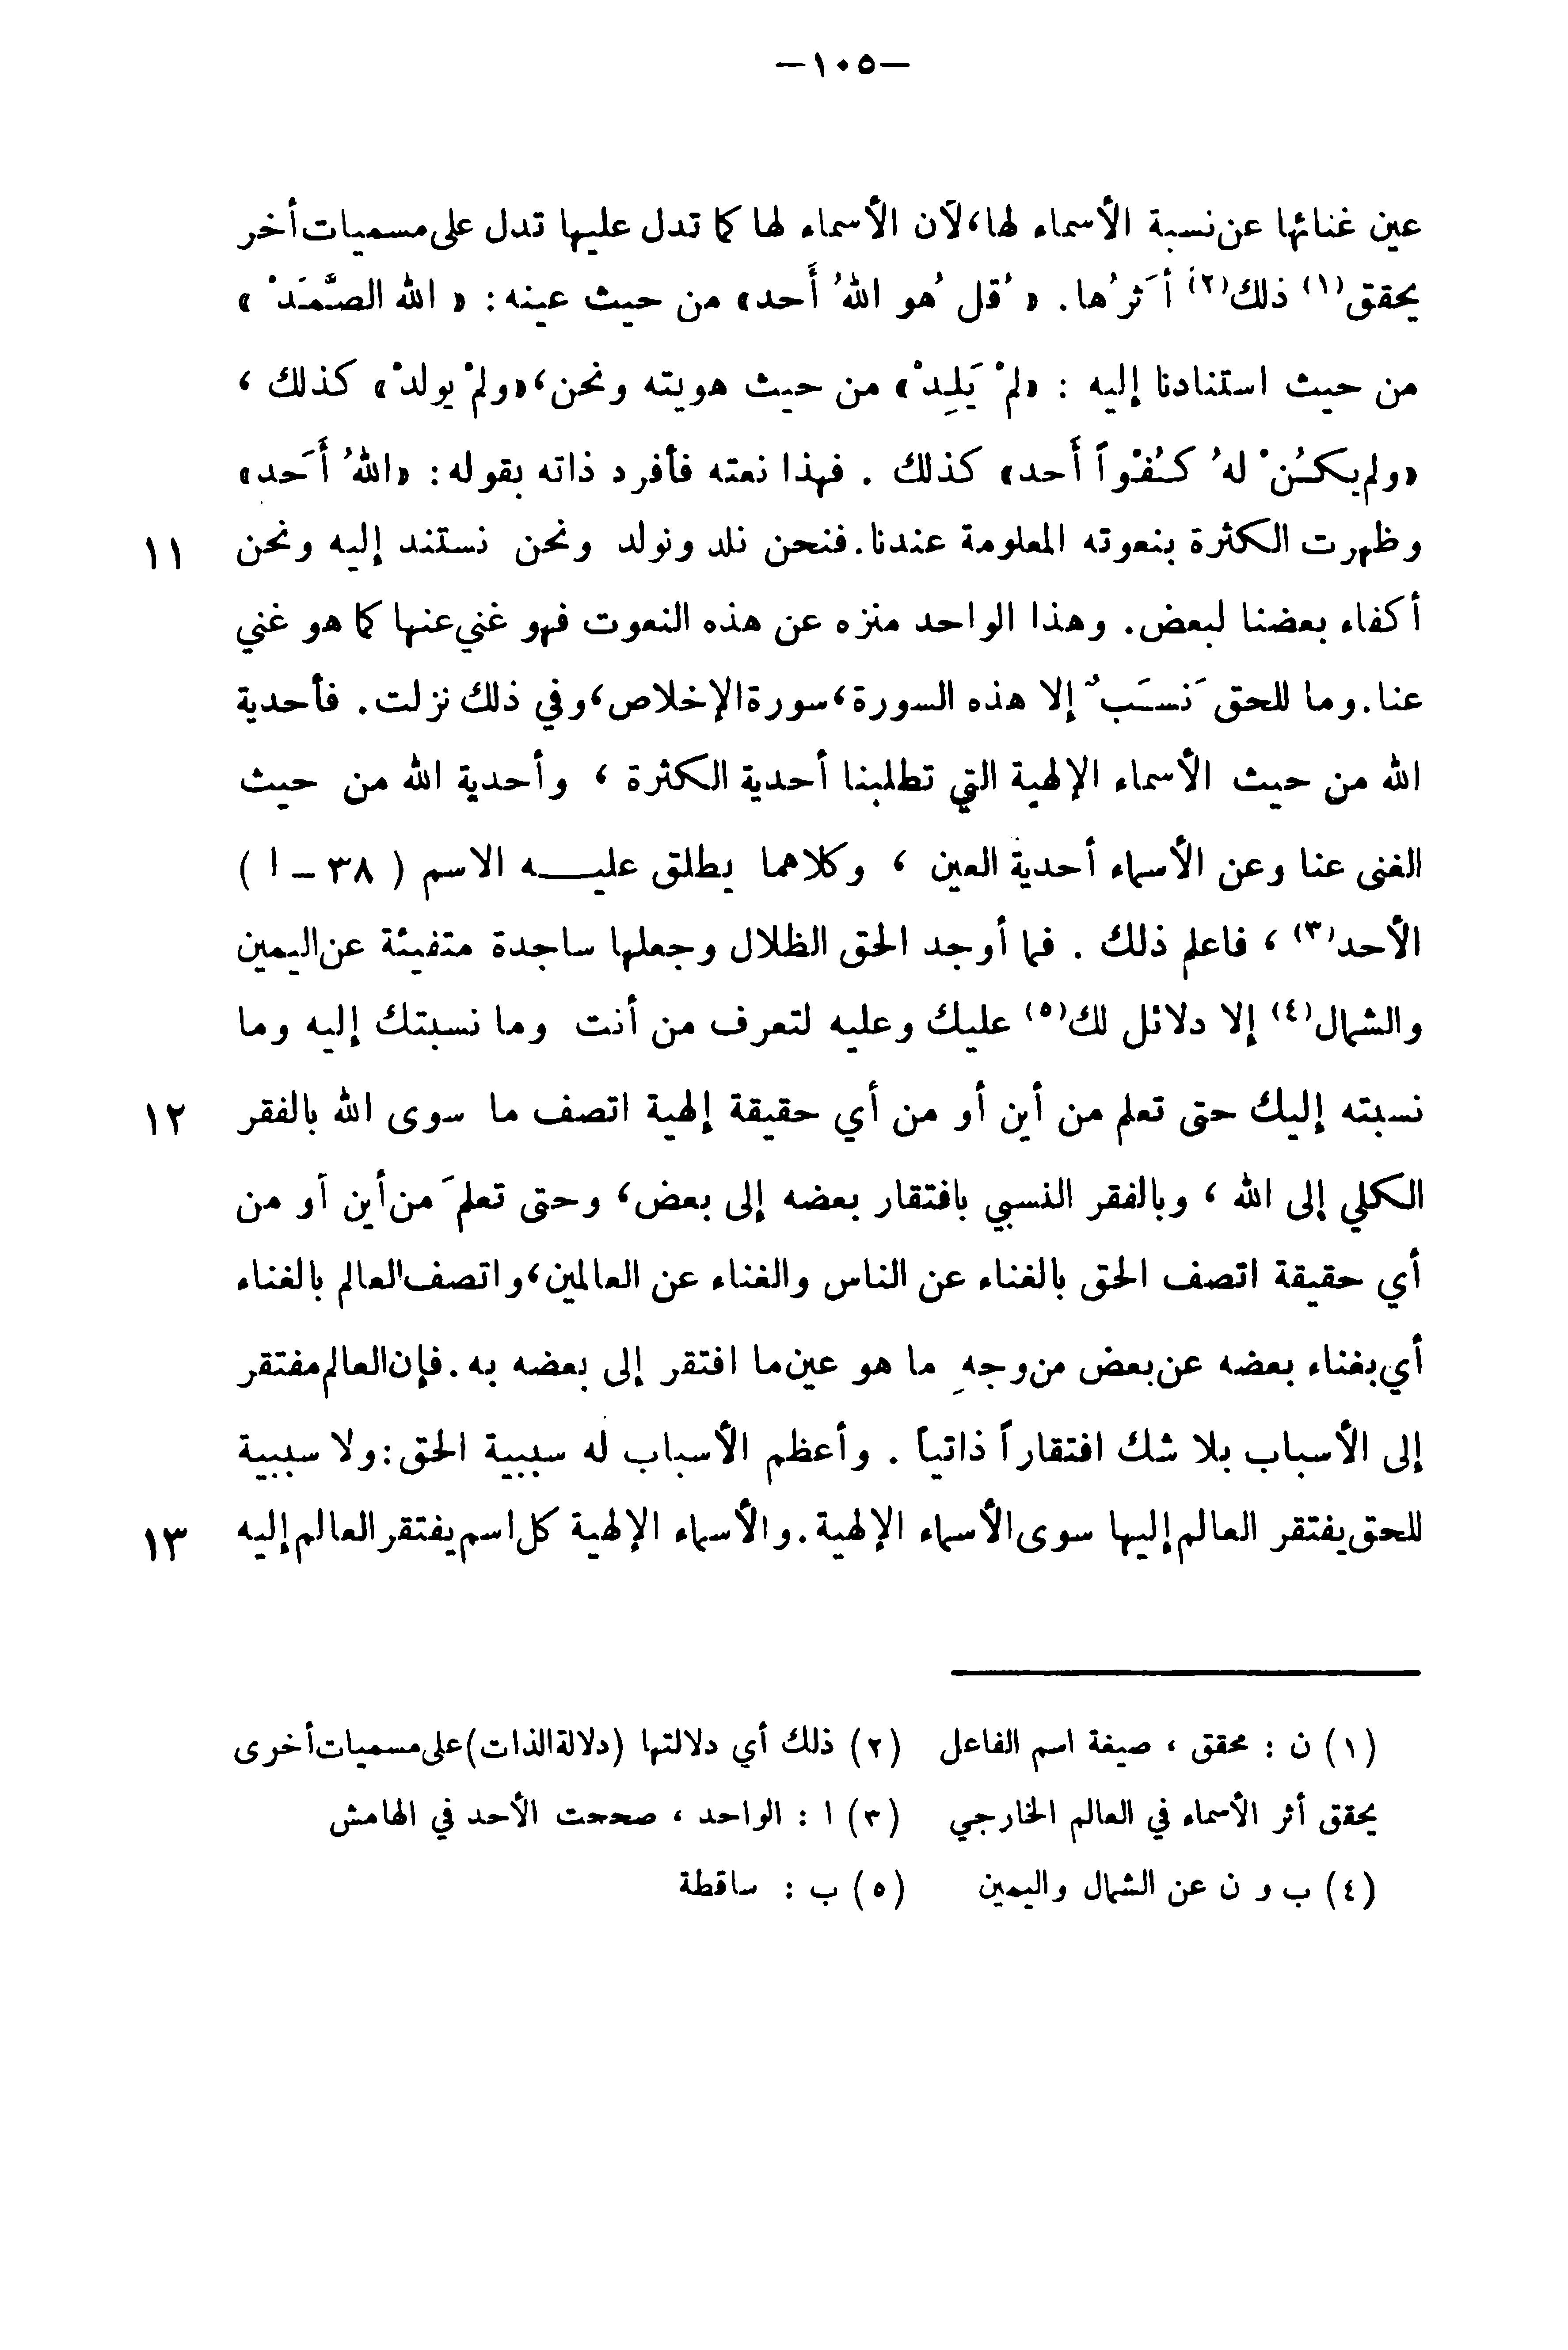 —١٠٥—
عين غنائها عن نسبة الأسماء لها، لأن الأسماء لها كما تدل عليها تدل على مسميات أخر
يحقق(١) ذلك(٢) أَثَرُها. «قُل هُو اللهُ أَحد» من حيث عينه: «الله الصَّمَدْ»
من حيث استنادنا إليه : «لمْ يَلِدْ» من حيث هويته ونحن، «ولمْ يولدْ» كذلك ،
«ولم يكُنْ لهُ كُفْواً أَحد» كذلك . فهذا نعته فأفرد ذاته بقوله: «اللهُ أَحَد»
وظهرت الكثرة بنعوته المعلومة عندنا. فنحن نلد ونولد ونحن نستند إليه ونحن ١١
أكفاء بعضنا لبعض. وهذا الواحد منزه عن هذه النعوت فهو غني عنها كما هو غني
عنا. وما للحق نَسَبٌ إلا هذه السورة، سورة الإخلاص، وفي ذلك نزلت. فأحدية
الله من حيث الأسماء الإلهية التي تطلبنا أحدية الكثرة ، وأحدية الله من حيث
الغنى عنا وعن الأسماء أحدية العين ، وكلاهما يطلق عليـــه الاسم ( ٣٨ – ا )
الأحد(٣) ، فاعلم ذلك . فما أوجد الحق الظلال وجعلها ساجدة متفيئة عن اليمين
والشمال(٤) إلا دلائل لك(٥) عليك وعليه لتعرف من أنت وما نسبتك إليه وما
نسبته إليك حتى تعلم من أين أو من أي حقيقة إلهية اتصف ما سوى الله بالفقر ١٢
الكلي إلى الله ، وبالفقر النسبي بافتقار بعضه إلى بعض، وحتى تعلمَ من أين أو من
أي حقيقة اتصف الحق بالغناء عن الناس والغناء عن العالمين، واتصف العالم بالغناء
أي بغناء بعضه عن بعض من وجهِ ما هو عين ما افتقر إلى بعضه به. فإن العالم مفتقر
إلى الأسباب بلا شك افتقاراً ذاتياً . وأعظم الأسباب له سببية الحق: ولا سببية
للحق يفتقر العالم إليها سوى الأسماء الإلهية. والأسماء الإلهية كل اسم يفتقر العالم إليه ١٣
(١) ن : محقق ، صيغة اسم الفاعل (٢) ذلك أي دلالتها (دلالة الذات) على مسميات أخرى
يحقق أثر الأسماء في العالم الخارجي (٣) ا : الواحد ، صححت الأحد في الهامش
(٤) ب و ن عن الشمال واليمين (٥) ب : ساقطة